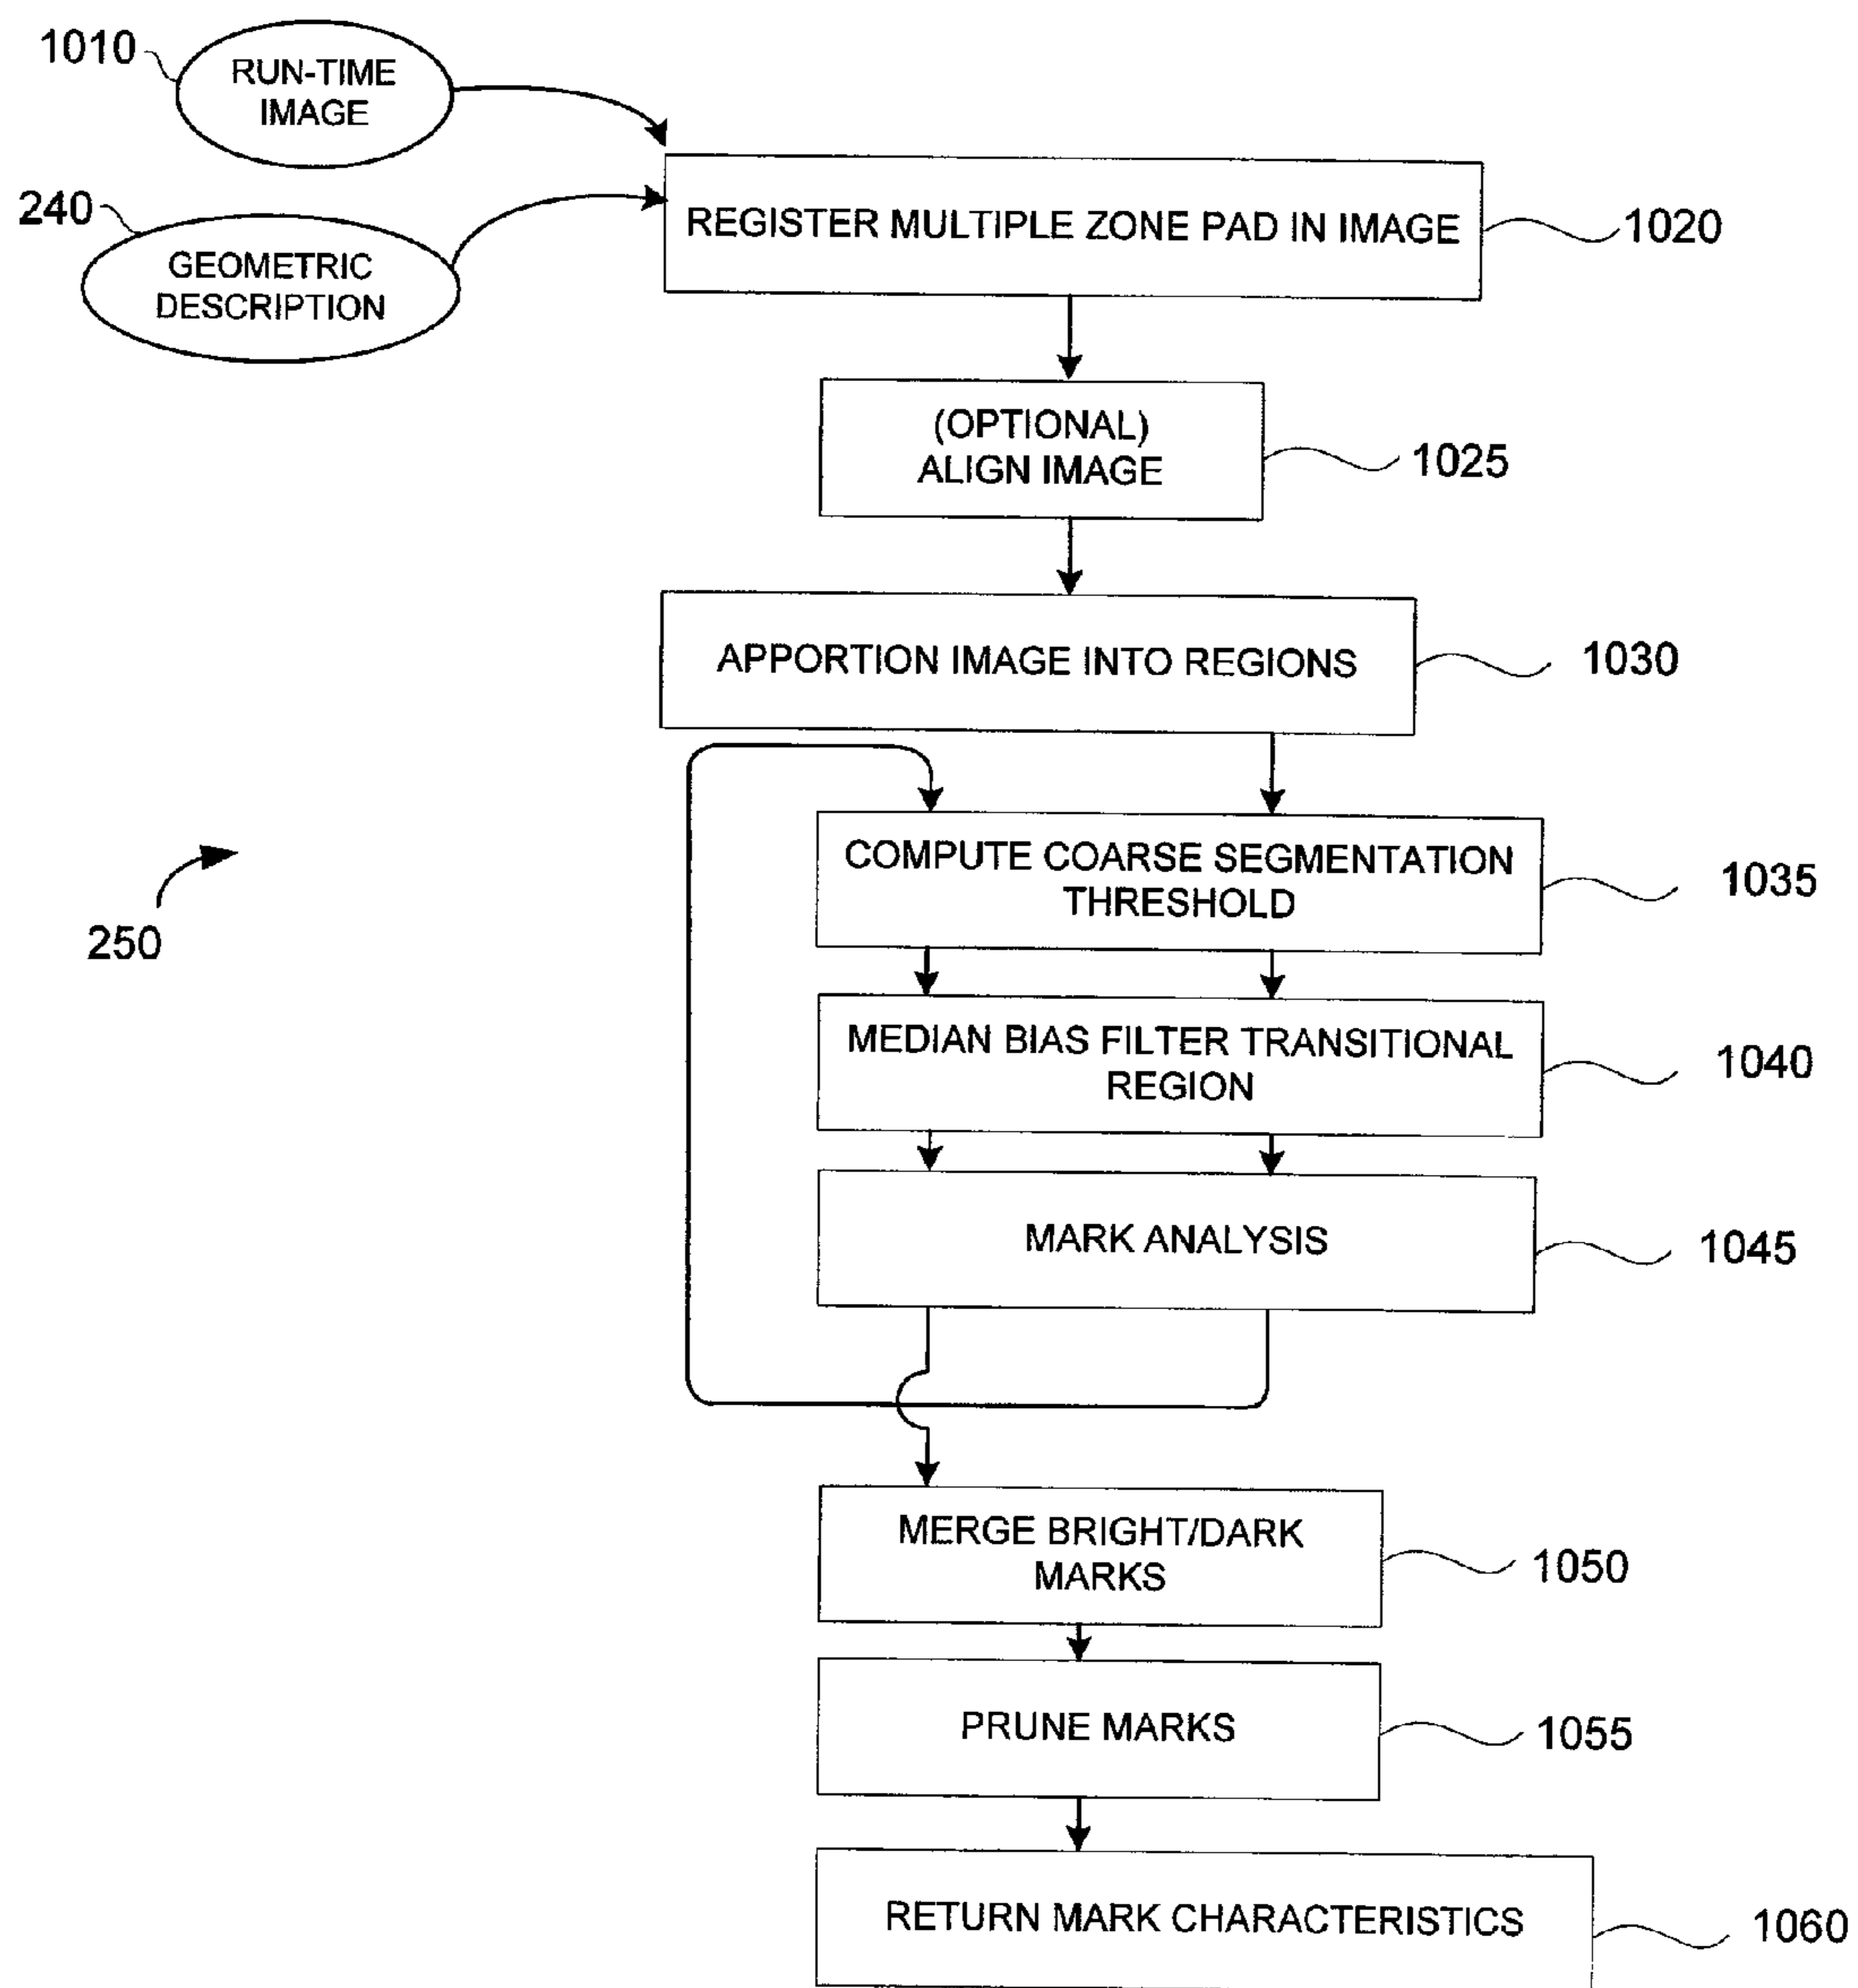 1010
RUN-TIME
IMAGE
240
GEOMETRIC
DESCRIPTION
REGISTER MULTIPLE ZONE PAD IN IMAGE
1020
(OPTIONAL)
ALIGN IMAGE
1025
APPORTION IMAGE INTO REGIONS
1030
250
COMPUTE COARSE SEGMENTATION
THRESHOLD
1035
MEDIAN BIAS FILTER TRANSITIONAL
REGION
1040
MARK ANALYSIS
1045
MERGE BRIGHT/DARK
MARKS
1050
PRUNE MARKS
1055
RETURN MARK CHARACTERISTICS
1060